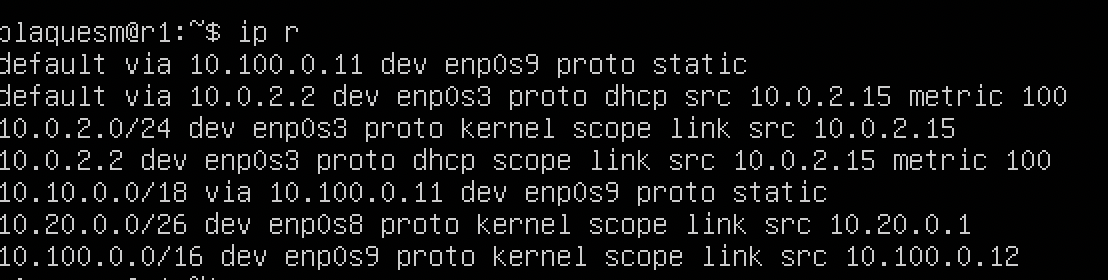 plaquesm@r1:~$ ip r
default via 10.100.0.11 dev enp0s9 proto static
default via 10.0.2.2 dev enp0s3 proto dhcp src 10.0.2.15 metric 100
10.0.2.0/24 dev enp0s3 proto kernel scope link src 10.0.2.15
10.0.2.2 dev enp0s3 proto dhcp scope link src 10.0.2.15 metric 100
10.10.0.0/18 via 10.100.0.11 dev enp0s9 proto static
10.20.0.0/26 dev enp0s8 proto kernel scope link src 10.20.0.1
10.100.0.0/16 dev enp0s9 proto kernel scope link src 10.100.0.12